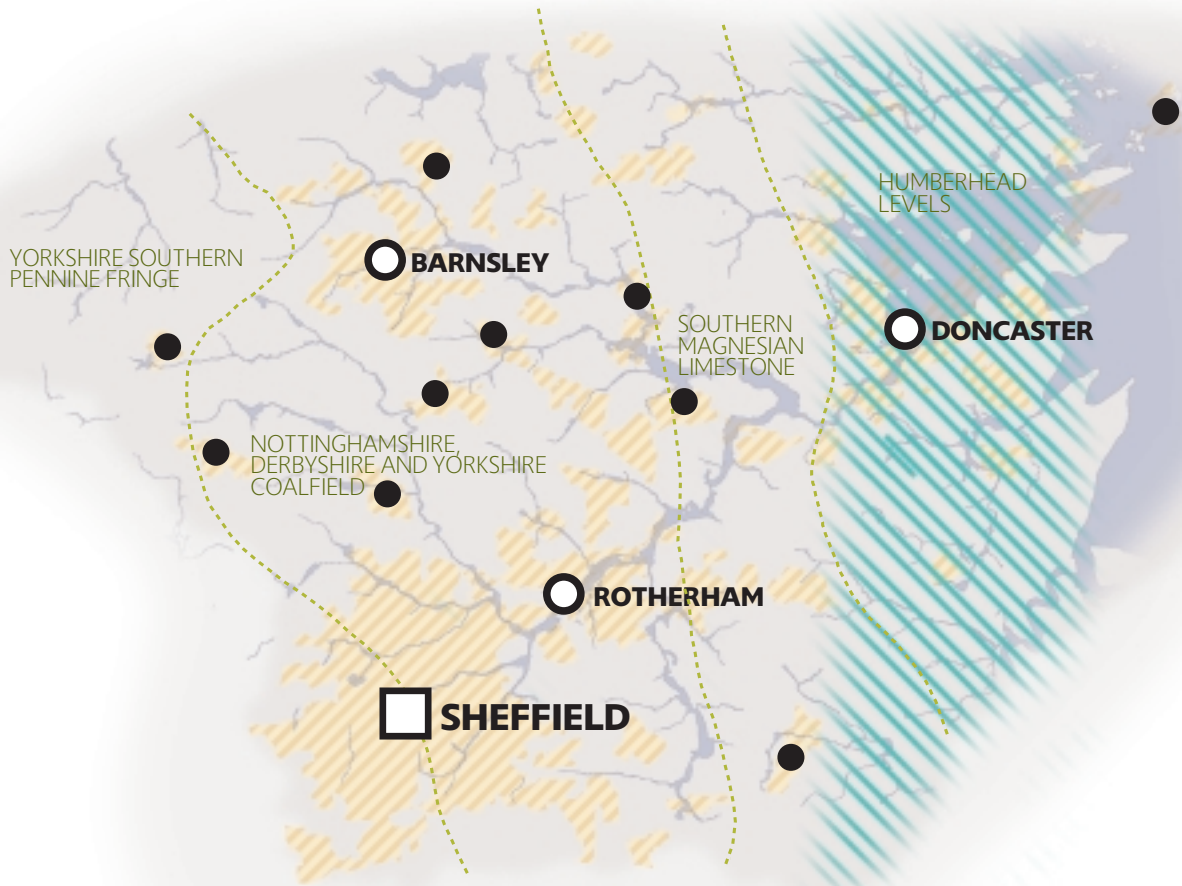 HUMBERHEAD
LEVELS
YORKSHIRE SOUTHERN
PENNINE FRINGE
BARNSLEY
SOUTHERN
MAGNESIAN
LIMESTONE
DONCASTER
NOTTINGHAMSHIRE,
DERBYSHIRE AND YORKSHIRE
COALFIELD
ROTHERHAM
SHEFFIELD